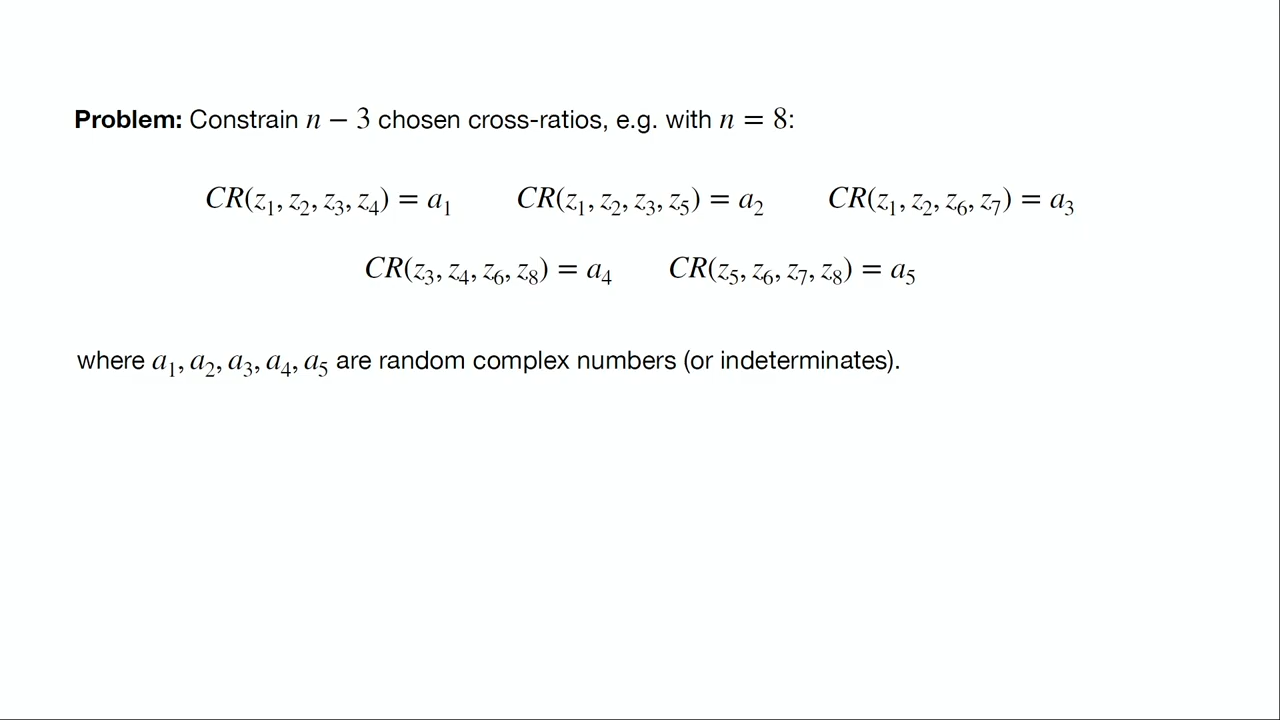 Problem: Constrain n − 3 chosen cross-ratios, e.g. with n = 8:
CR(z₁, z₂, z₃, z₄) = a₁ CR(z₁, z₂, z₃, z₅) = a₂ CR(z₁, z₂, z₆, z₇) = a₃
CR(z₃, z₄, z₆, z₈) = a₄ CR(z₅, z₆, z₇, z₈) = a₅
where a₁, a₂, a₃, a₄, a₅ are random complex numbers (or indeterminates).